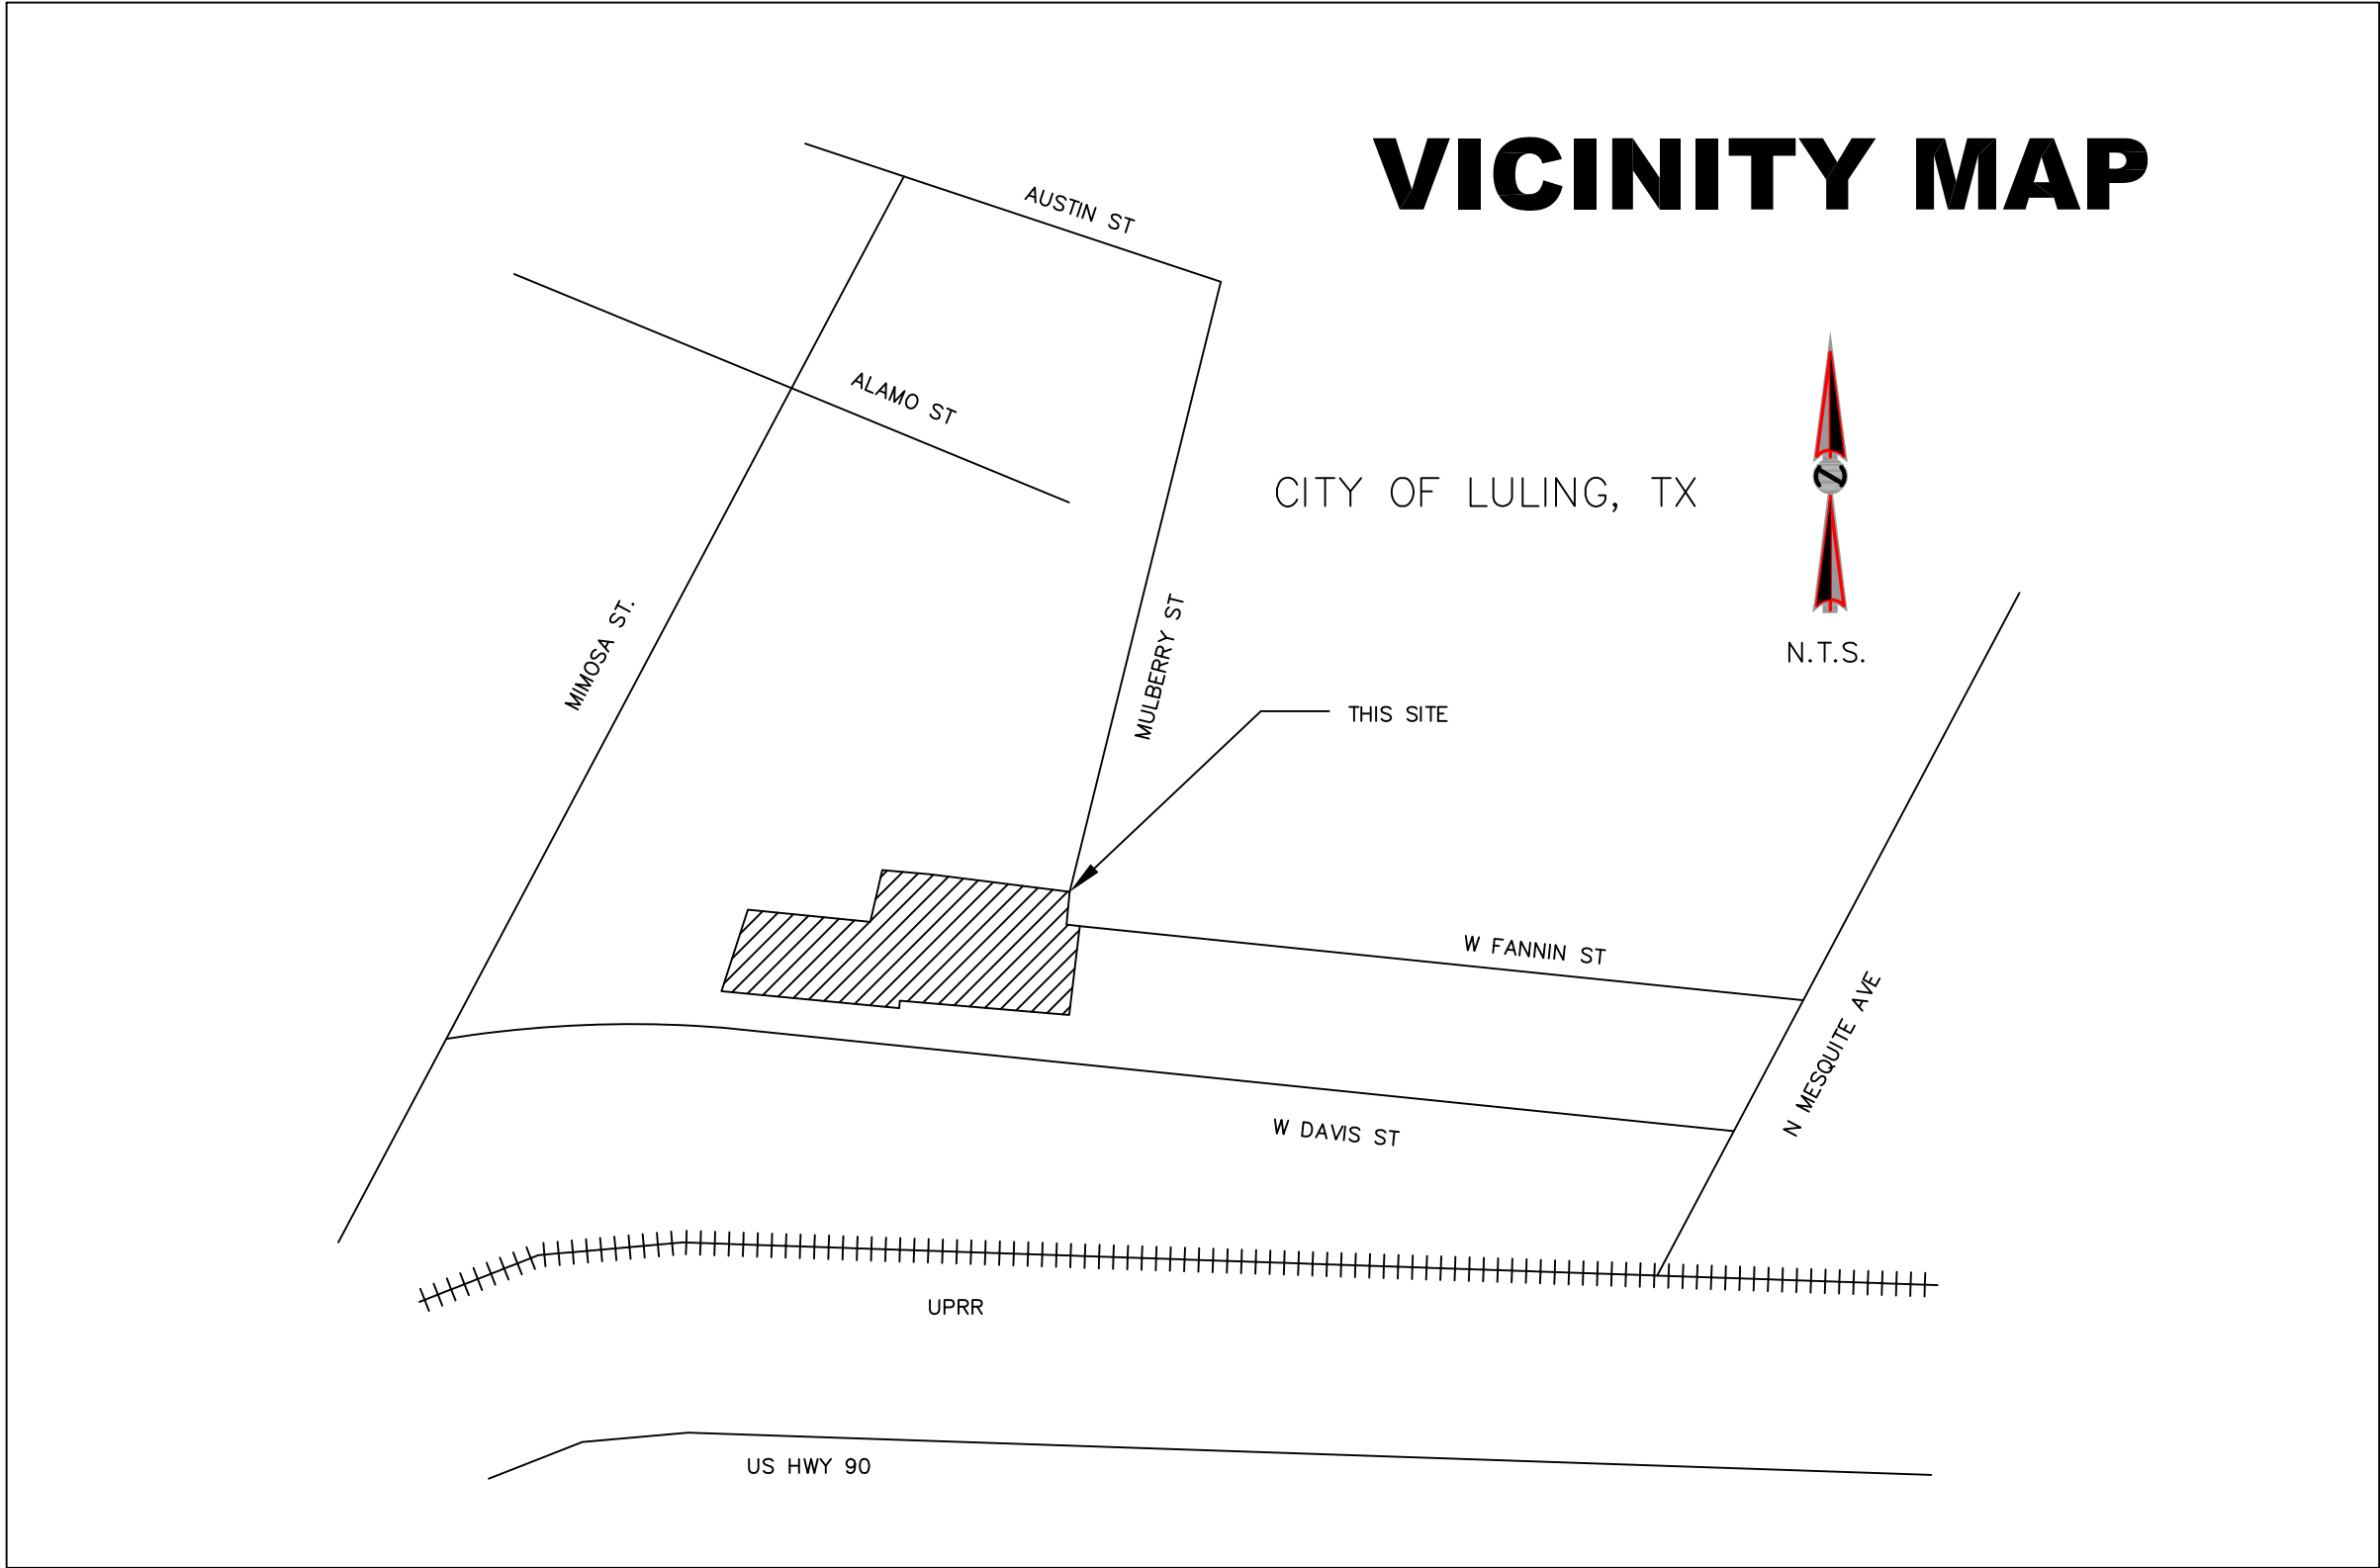 VICINITY MAP
AUSTIN ST
ALAMO ST
CITY OF LULING, TX
N
N.T.S.
MIMOSA ST.
MULBERRY ST
THIS SITE
W FANNIN ST
N MESQUITE AVE
W DAVIS ST
UPRR
US HWY 90